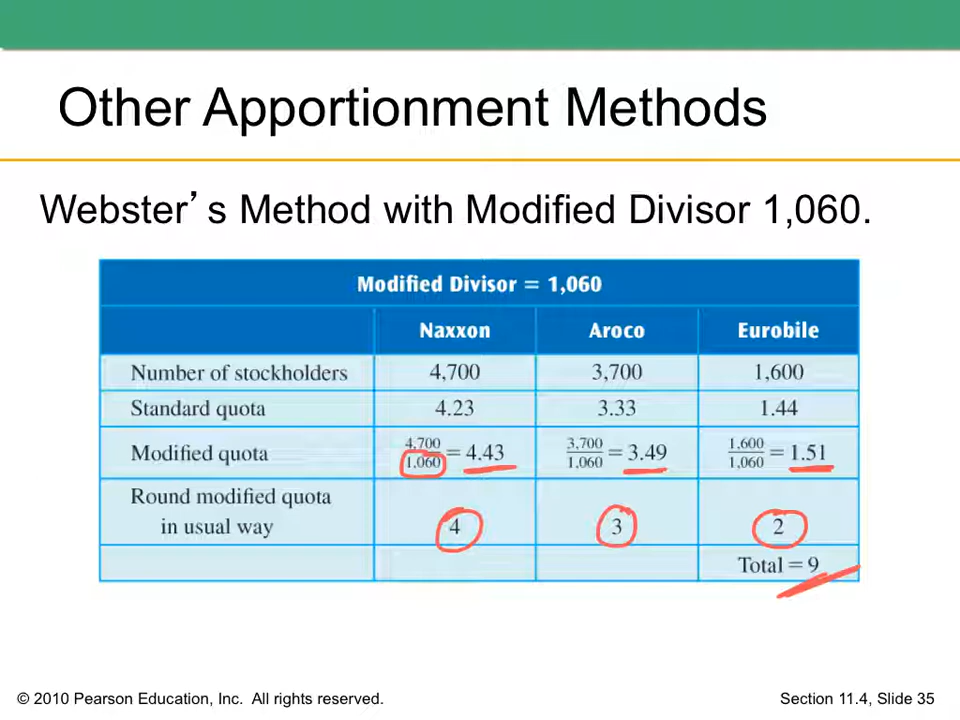 Other Apportionment Methods
Webster’s Method with Modified Divisor 1,060.
Modified Divisor = 1,060
Naxxon Aroco Eurobile
Number of stockholders 4,700 3,700 1,600
Standard quota 4.23 3.33 1.44
Modified quota 4,700/1,060 = 4.43 3,700/1,060 = 3.49 1,600/1,060 = 1.51
Round modified quota
in usual way 4 3 2
Total = 9
© 2010 Pearson Education, Inc. All rights reserved. Section 11.4, Slide 35